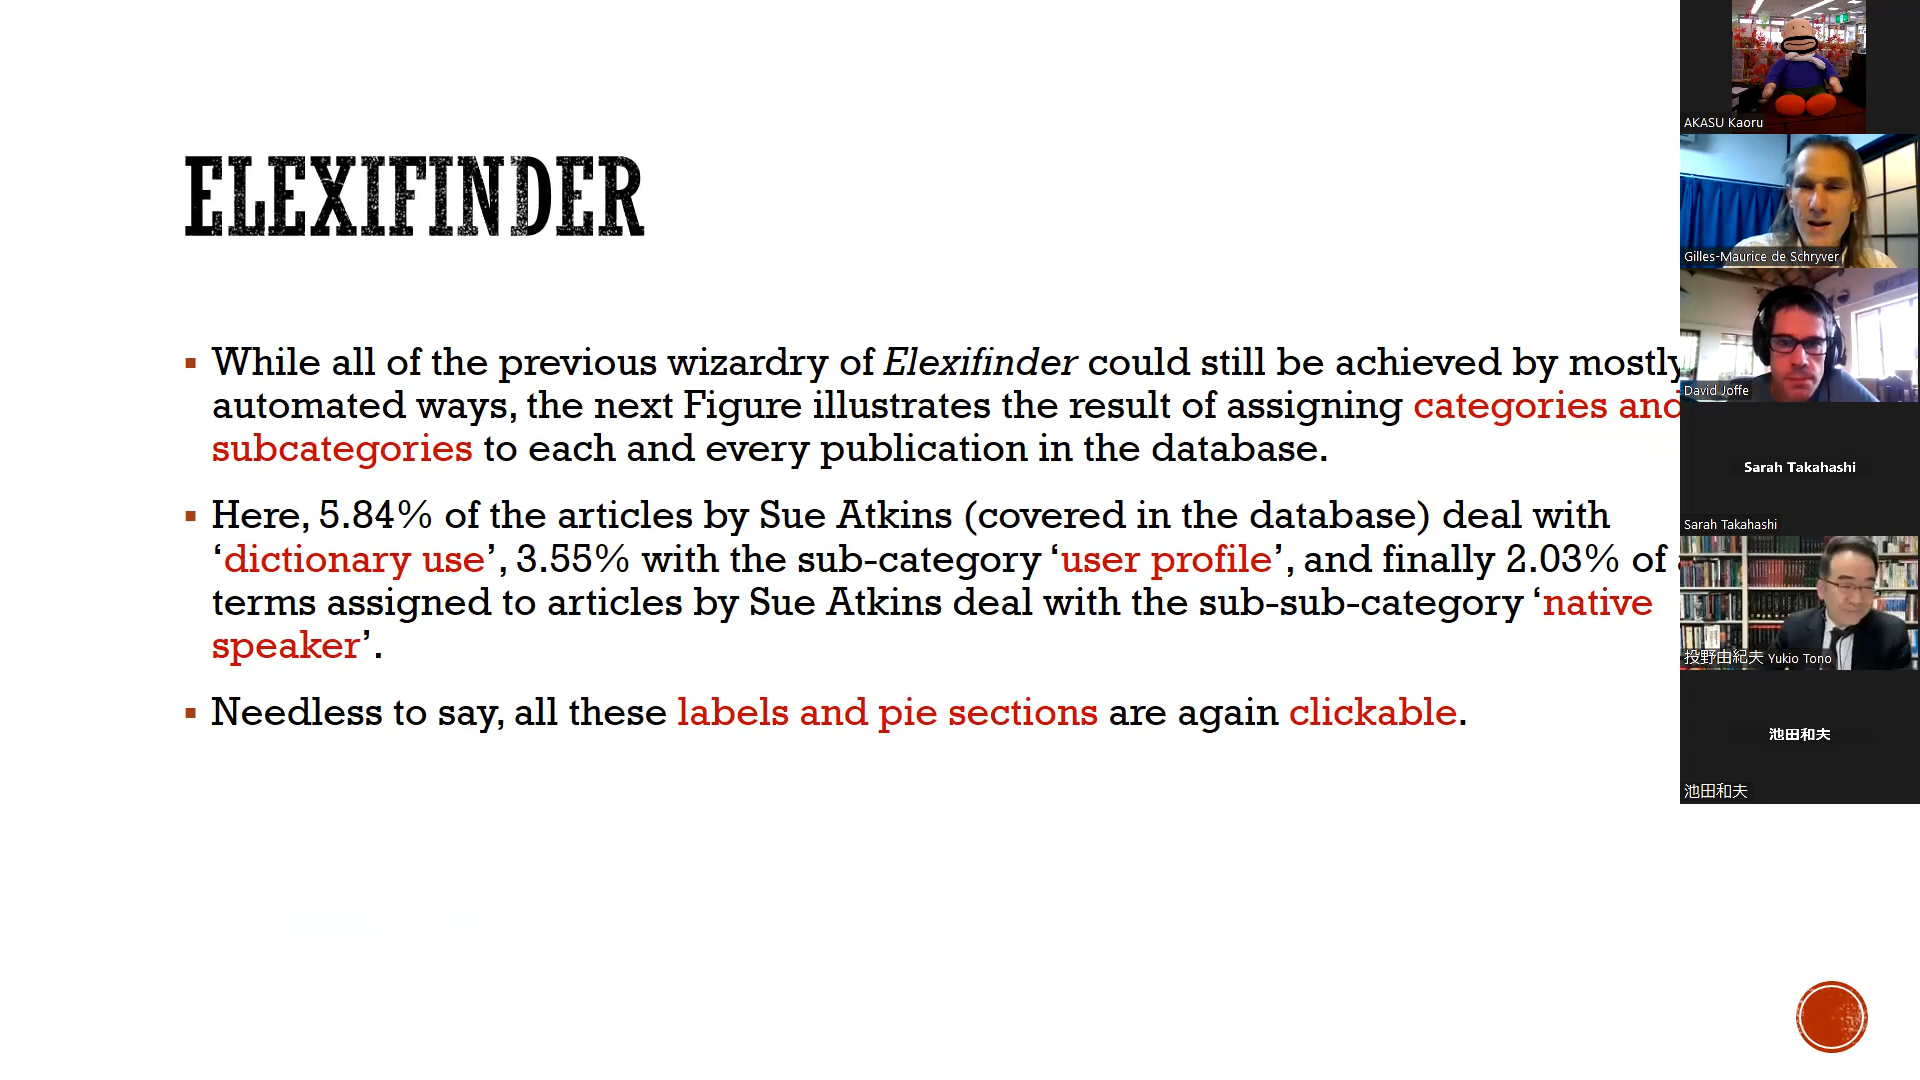 ELEXIFINDER
▪ While all of the previous wizardry of Elexifinder could still be achieved by mostly
automated ways, the next Figure illustrates the result of assigning categories and
subcategories to each and every publication in the database.
▪ Here, 5.84% of the articles by Sue Atkins (covered in the database) deal with
‘dictionary use’, 3.55% with the sub-category ‘user profile’, and finally 2.03% of
terms assigned to articles by Sue Atkins deal with the sub-sub-category ‘native
speaker’.
▪ Needless to say, all these labels and pie sections are again clickable.
AKASU Kaoru
Gilles-Maurice de Schryver
David Joffe
Sarah Takahashi
Sarah Takahashi
投野由紀夫 Yukio Tono
池田和夫
池田和夫